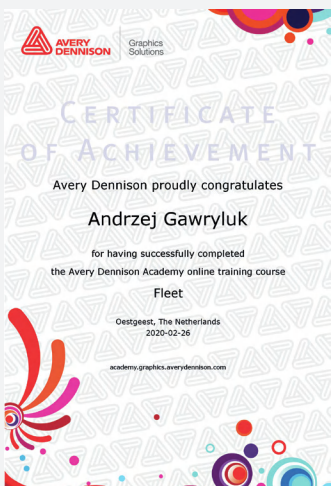 AVERY
DENNISON
Graphics
Solutions
CERTIFICATE
OF ACHIEVEMENT
Avery Dennison proudly congratulates
Andrzej Gawryluk
for having successfully completed
the Avery Dennison Academy online training course
Fleet
Oestgeest, The Netherlands
2020-02-26
academy.graphics.averydennison.com